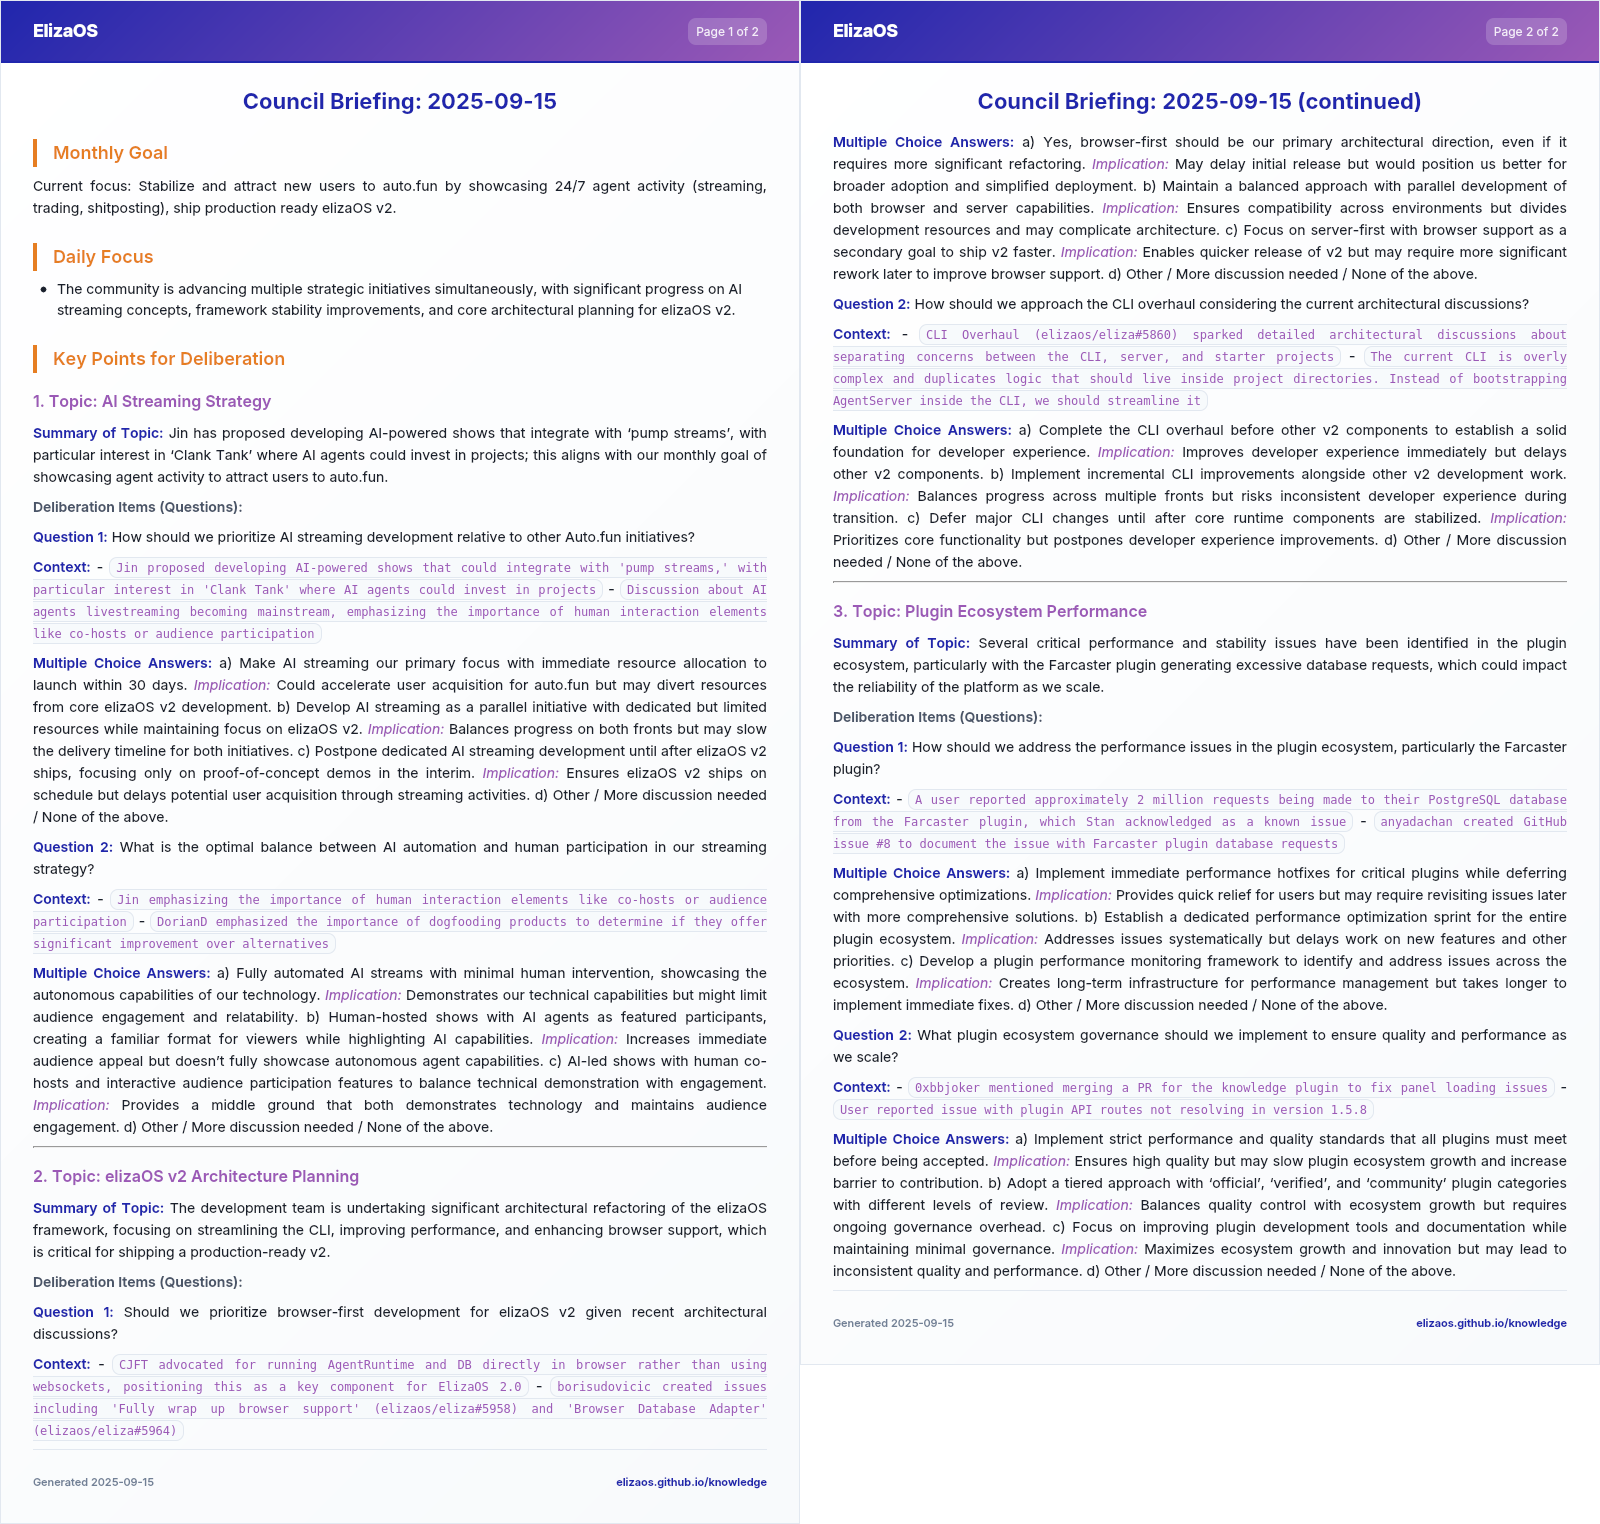 ElizaOS
Page 1 of 2
Council Briefing: 2025-09-15
Monthly Goal
Current focus: Stabilize and attract new users to auto.fun by showcasing 24/7 agent activity (streaming,
trading, shitposting), ship production ready elizaOS v2.
Daily Focus
• The community is advancing multiple strategic initiatives simultaneously, with significant progress on AI
streaming concepts, framework stability improvements, and core architectural planning for elizaOS v2.
Key Points for Deliberation
1. Topic: AI Streaming Strategy
Summary of Topic: Jin has proposed developing AI-powered shows that integrate with ‘pump streams’, with
particular interest in ‘Clank Tank’ where AI agents could invest in projects; this aligns with our monthly goal of
showcasing agent activity to attract users to auto.fun.
Deliberation Items (Questions):
Question 1: How should we prioritize AI streaming development relative to other Auto.fun initiatives?
Context: - Jin proposed developing AI-powered shows that could integrate with 'pump streams,' with
particular interest in 'Clank Tank' where AI agents could invest in projects - Discussion about AI
agents livestreaming becoming mainstream, emphasizing the importance of human interaction elements
like co-hosts or audience participation
Multiple Choice Answers: a) Make AI streaming our primary focus with immediate resource allocation to
launch within 30 days. Implication: Could accelerate user acquisition for auto.fun but may divert resources
from core elizaOS v2 development. b) Develop AI streaming as a parallel initiative with dedicated but limited
resources while maintaining focus on elizaOS v2. Implication: Balances progress on both fronts but may slow
the delivery timeline for both initiatives. c) Postpone dedicated AI streaming development until after elizaOS v2
ships, focusing only on proof-of-concept demos in the interim. Implication: Ensures elizaOS v2 ships on
schedule but delays potential user acquisition through streaming activities. d) Other / More discussion needed
/ None of the above.
Question 2: What is the optimal balance between AI automation and human participation in our streaming
strategy?
Context: - Jin emphasizing the importance of human interaction elements like co-hosts or audience
participation - DorianD emphasized the importance of dogfooding products to determine if they offer
significant improvement over alternatives
Multiple Choice Answers: a) Fully automated AI streams with minimal human intervention, showcasing the
autonomous capabilities of our technology. Implication: Demonstrates our technical capabilities but might limit
audience engagement and relatability. b) Human-hosted shows with AI agents as featured participants,
creating a familiar format for viewers while highlighting AI capabilities. Implication: Increases immediate
audience appeal but doesn’t fully showcase autonomous agent capabilities. c) AI-led shows with human co-
hosts and interactive audience participation features to balance technical demonstration with engagement.
Implication: Provides a middle ground that both demonstrates technology and maintains audience
engagement. d) Other / More discussion needed / None of the above.
2. Topic: elizaOS v2 Architecture Planning
Summary of Topic: The development team is undertaking significant architectural refactoring of the elizaOS
framework, focusing on streamlining the CLI, improving performance, and enhancing browser support, which
is critical for shipping a production-ready v2.
Deliberation Items (Questions):
Question 1: Should we prioritize browser-first development for elizaOS v2 given recent architectural
discussions?
Context: - CJFT advocated for running AgentRuntime and DB directly in browser rather than using
websockets, positioning this as a key component for ElizaOS 2.0 - borisudovicic created issues
including 'Fully wrap up browser support' (elizaos/eliza#5958) and 'Browser Database Adapter'
(elizaos/eliza#5964)
Generated 2025-09-15
elizaos.github.io/knowledge
ElizaOS
Page 2 of 2
Council Briefing: 2025-09-15 (continued)
Multiple Choice Answers: a) Yes, browser-first should be our primary architectural direction, even if it
requires more significant refactoring. Implication: May delay initial release but would position us better for
broader adoption and simplified deployment. b) Maintain a balanced approach with parallel development of
both browser and server capabilities. Implication: Ensures compatibility across environments but divides
development resources and may complicate architecture. c) Focus on server-first with browser support as a
secondary goal to ship v2 faster. Implication: Enables quicker release of v2 but may require more significant
rework later to improve browser support. d) Other / More discussion needed / None of the above.
Question 2: How should we approach the CLI overhaul considering the current architectural discussions?
Context: - CLI Overhaul (elizaos/eliza#5860) sparked detailed architectural discussions about
separating concerns between the CLI, server, and starter projects - The current CLI is overly
complex and duplicates logic that should live inside project directories. Instead of bootstrapping
AgentServer inside the CLI, we should streamline it
Multiple Choice Answers: a) Complete the CLI overhaul before other v2 components to establish a solid
foundation for developer experience. Implication: Improves developer experience immediately but delays
other v2 components. b) Implement incremental CLI improvements alongside other v2 development work.
Implication: Balances progress across multiple fronts but risks inconsistent developer experience during
transition. c) Defer major CLI changes until after core runtime components are stabilized. Implication:
Prioritizes core functionality but postpones developer experience improvements. d) Other / More discussion
needed / None of the above.
3. Topic: Plugin Ecosystem Performance
Summary of Topic: Several critical performance and stability issues have been identified in the plugin
ecosystem, particularly with the Farcaster plugin generating excessive database requests, which could impact
the reliability of the platform as we scale.
Deliberation Items (Questions):
Question 1: How should we address the performance issues in the plugin ecosystem, particularly the Farcaster
plugin?
Context: - A user reported approximately 2 million requests being made to their PostgreSQL database
from the Farcaster plugin, which Stan acknowledged as a known issue - anyadachan created GitHub
issue #8 to document the issue with Farcaster plugin database requests
Multiple Choice Answers: a) Implement immediate performance hotfixes for critical plugins while deferring
comprehensive optimizations. Implication: Provides quick relief for users but may require revisiting issues later
with more comprehensive solutions. b) Establish a dedicated performance optimization sprint for the entire
plugin ecosystem. Implication: Addresses issues systematically but delays work on new features and other
priorities. c) Develop a plugin performance monitoring framework to identify and address issues across the
ecosystem. Implication: Creates long-term infrastructure for performance management but takes longer to
implement immediate fixes. d) Other / More discussion needed / None of the above.
Question 2: What plugin ecosystem governance should we implement to ensure quality and performance as
we scale?
Context: - 0xbbjoker mentioned merging a PR for the knowledge plugin to fix panel loading issues -
User reported issue with plugin API routes not resolving in version 1.5.8
Multiple Choice Answers: a) Implement strict performance and quality standards that all plugins must meet
before being accepted. Implication: Ensures high quality but may slow plugin ecosystem growth and increase
barrier to contribution. b) Adopt a tiered approach with ‘official’, ‘verified’, and ‘community’ plugin categories
with different levels of review. Implication: Balances quality control with ecosystem growth but requires
ongoing governance overhead. c) Focus on improving plugin development tools and documentation while
maintaining minimal governance. Implication: Maximizes ecosystem growth and innovation but may lead to
inconsistent quality and performance. d) Other / More discussion needed / None of the above.
Generated 2025-09-15
elizaos.github.io/knowledge